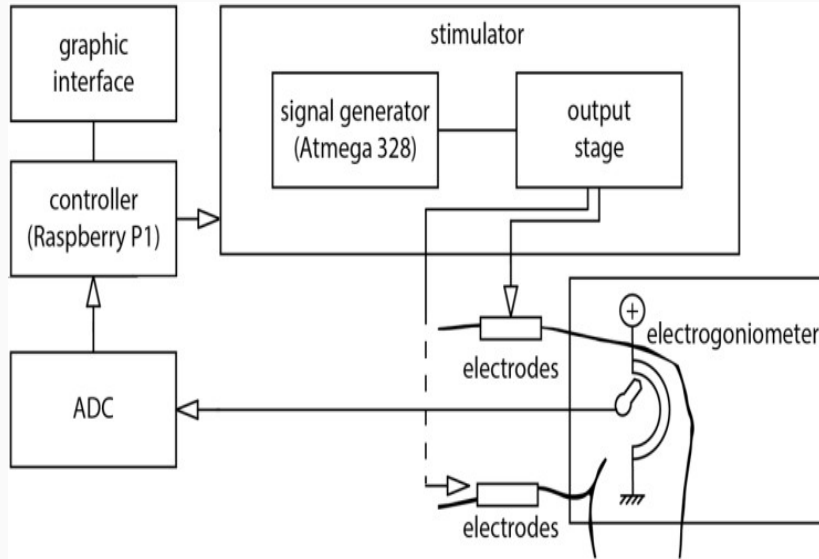 graphic
interface
controller
(Raspberry P1)
ADC
stimulator
signal generator
(Atmega 328)
output
stage
electrodes
electrogoniometer
electrodes